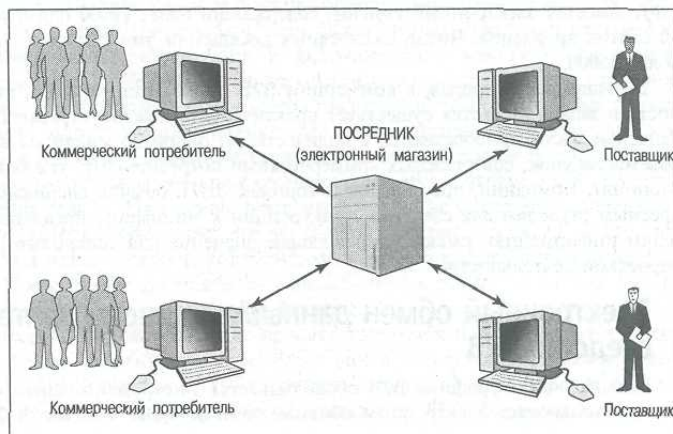 ПОСРЕДНИК
(электронный магазин)
Коммерческий потребитель
Поставщик
Коммерческий потребитель
Поставщик